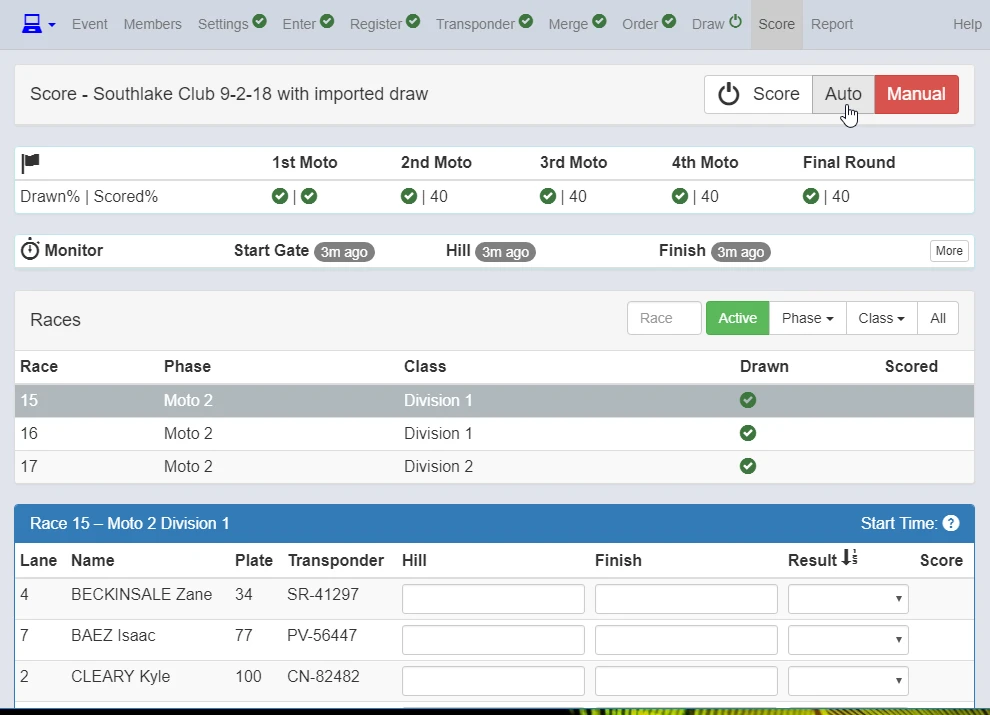 Event Members Settings Enter Register Transponder Merge Order Draw Score Report Help
Score - Southlake Club 9-2-18 with imported draw Score Auto Manual
1st Moto 2nd Moto 3rd Moto 4th Moto Final Round
Drawn% | Scored% | | 40 | 40 | 40 | 40
Monitor Start Gate 3m ago Hill 3m ago Finish 3m ago More
Races Race Active Phase Class All
Race Phase Class Drawn Scored
15 Moto 2 Division 1
16 Moto 2 Division 1
17 Moto 2 Division 2
Race 15 – Moto 2 Division 1 Start Time: ?
Lane Name Plate Transponder Hill Finish Result Score
4 BECKINSALE Zane 34 SR-41297
7 BAEZ Isaac 77 PV-56447
2 CLEARY Kyle 100 CN-82482